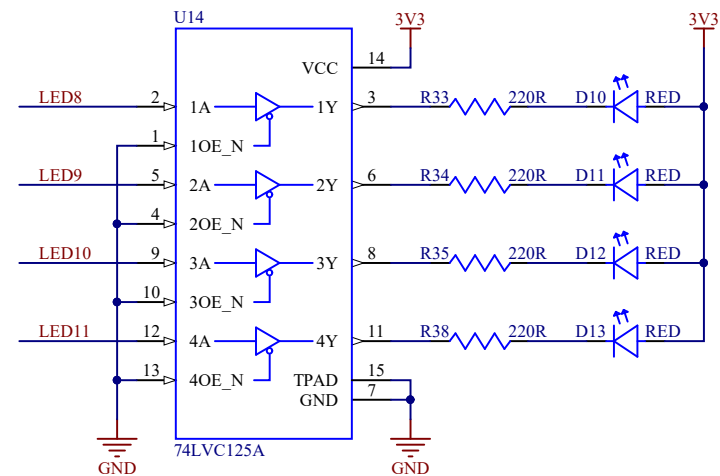 U14
3V3
3V3
VCC
14
LED8
2
1A
1Y
3
R33
220R
D10
RED
1
1OE_N
LED9
5
2A
2Y
6
R34
220R
D11
RED
4
2OE_N
LED10
9
3A
3Y
8
R35
220R
D12
RED
10
3OE_N
LED11
12
4A
4Y
11
R38
220R
D13
RED
13
4OE_N
TPAD
15
GND
7
74LVC125A
GND
GND